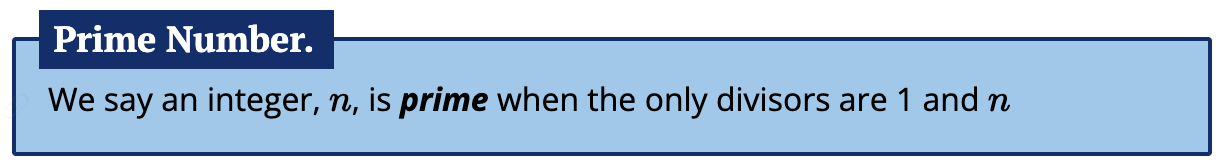 Prime Number.
We say an integer, n, is prime when the only divisors are 1 and n